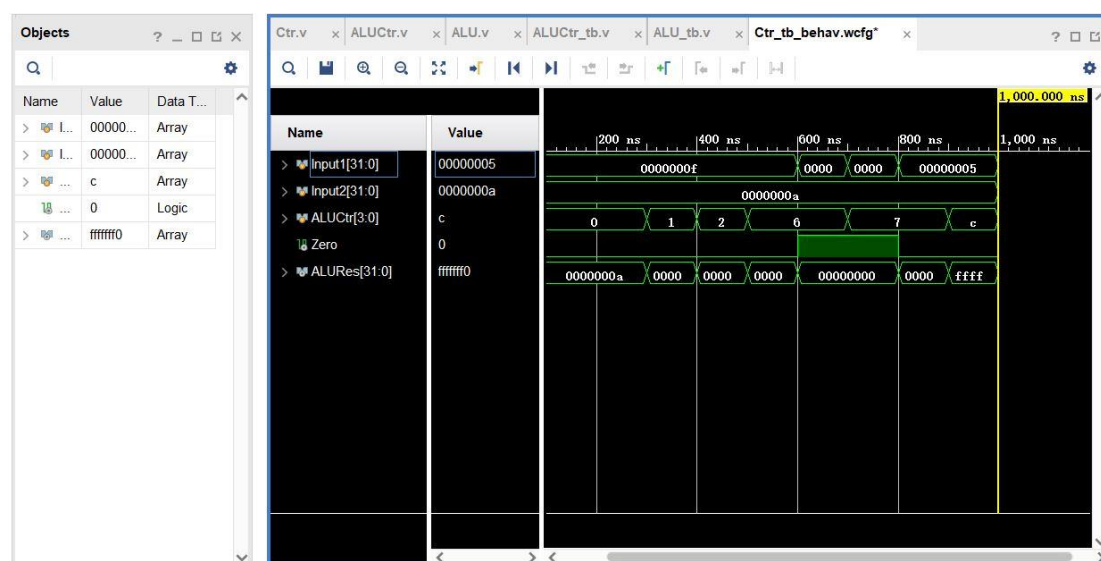 Objects ? _
Name Value Data T...
> I... 00000... Array
> I... 00000... Array
> ... c Array
... 0 Logic
> ... fffffff0 Array
Ctr.v × ALUCtr.v × ALU.v × ALUCtr_tb.v × ALU_tb.v × Ctr_tb_behav.wcfg* × ?
1,000.000 ns
Name Value
200 ns 400 ns 600 ns 800 ns 1,000 ns
> Input1[31:0] 00000005 0000000f 0000 0000 00000005
> Input2[31:0] 0000000a 0000000a
> ALUCtr[3:0] c 0 1 2 6 7 c
Zero 0
> ALURes[31:0] fffffff0 0000000a 0000 0000 0000 00000000 0000 ffff